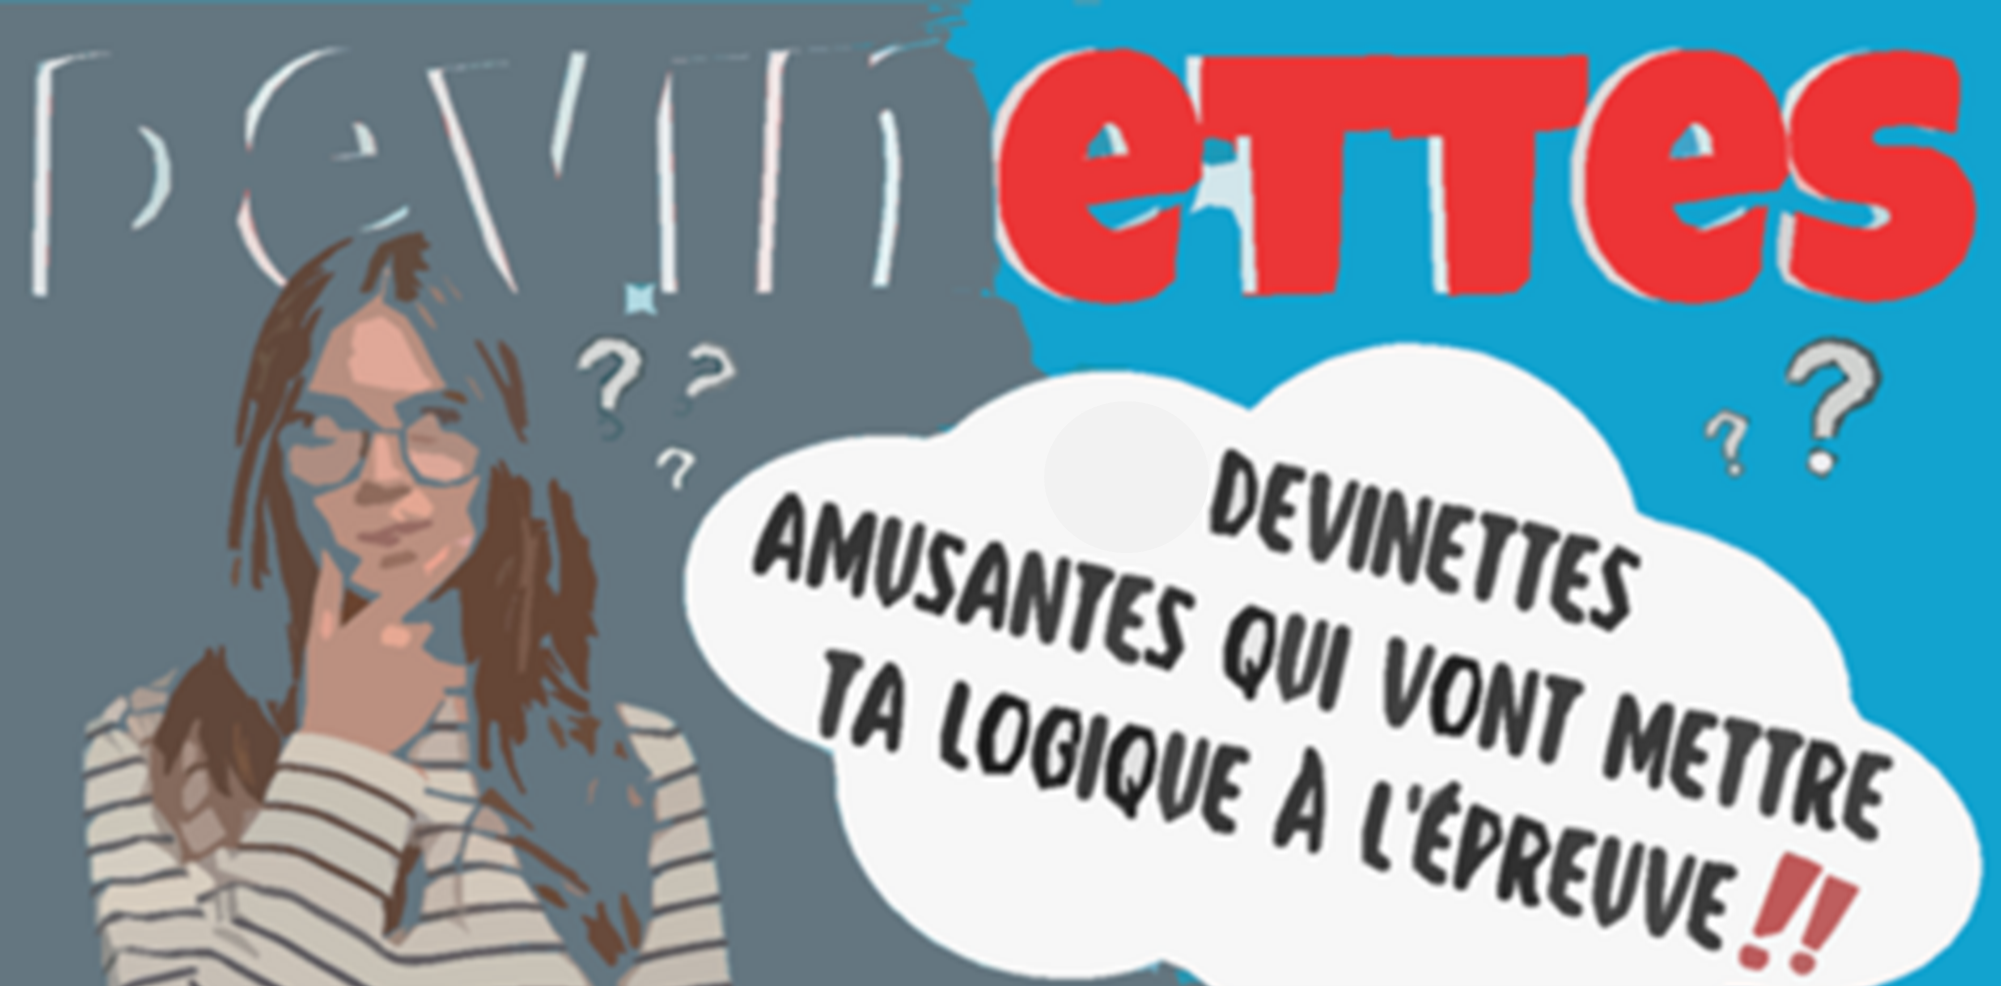 Devinettes
? ? ? ? ?
DEVINETTES
AMUSANTES QUI VONT METTRE
TA LOGIQUE À L'ÉPREUVE!!